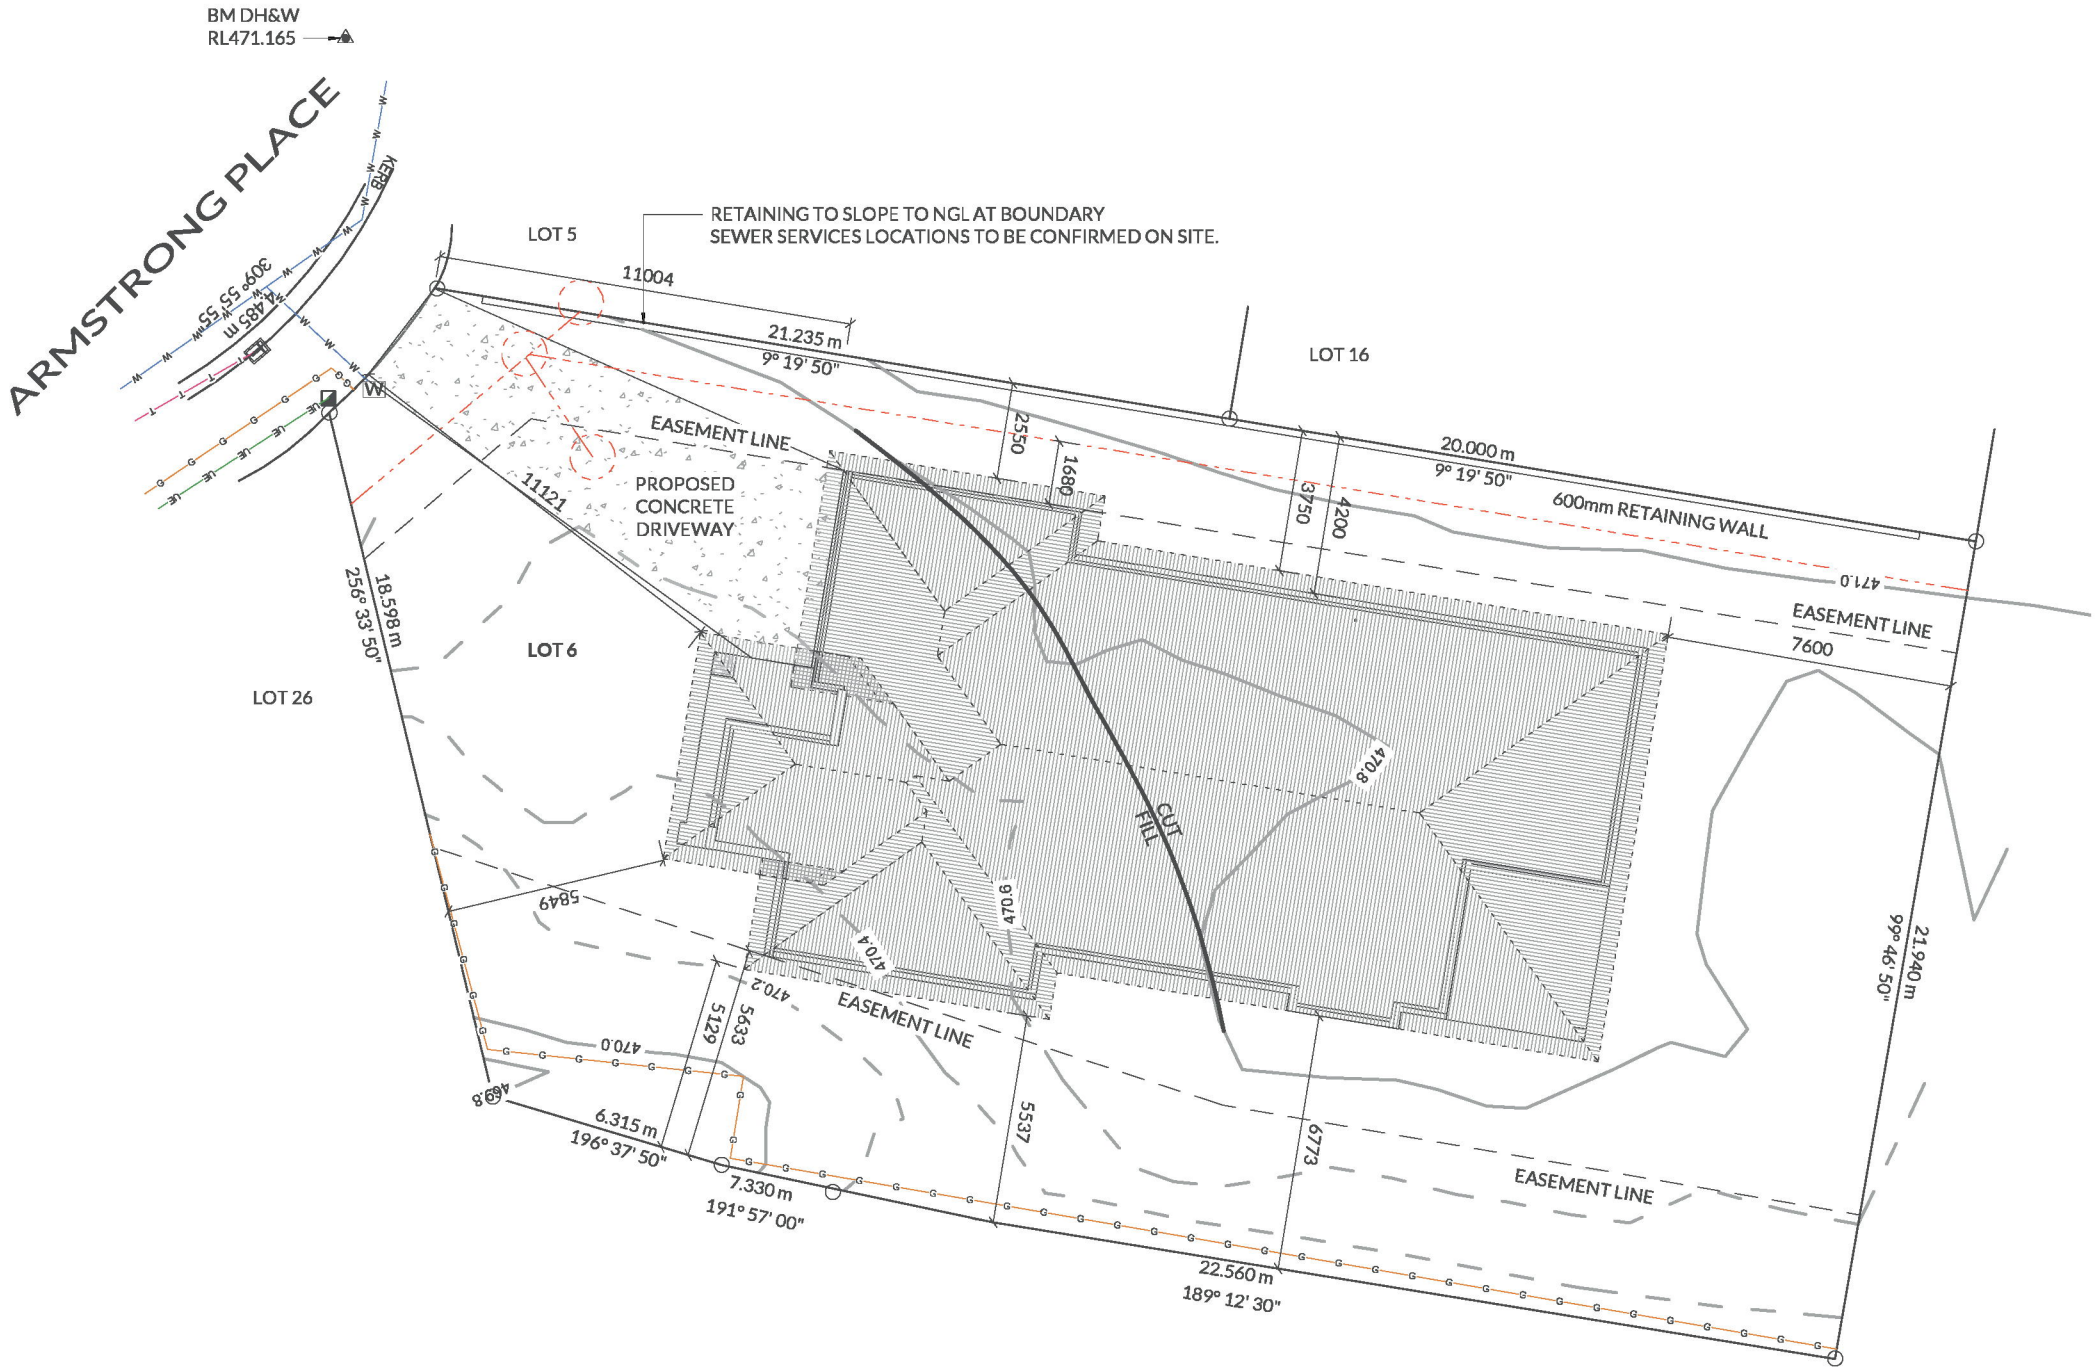 BM DH&W
RL471.165
ARMSTRONG PLACE
KERB
309° 55' 55"
4.485 m
LOT 5
RETAINING TO SLOPE TO NGL AT BOUNDARY
SEWER SERVICES LOCATIONS TO BE CONFIRMED ON SITE.
11004
21.235 m
9° 19' 50"
LOT 16
20.000 m
9° 19' 50"
600mm RETAINING WALL
2550
1680
3750
4200
471.0
EASEMENT LINE
7600
EASEMENT LINE
PROPOSED
CONCRETE
DRIVEWAY
11121
W
18.598 m
256° 33' 50"
LOT 6
LOT 26
470.8
CUT
FILL
470.6
470.4
470.2
5849
EASEMENT LINE
5129
5633
470.0
469.8
6.315 m
196° 37' 50"
7.330 m
191° 57' 00"
5537
6773
22.560 m
189° 12' 30"
EASEMENT LINE
21.940 m
99° 46' 50"